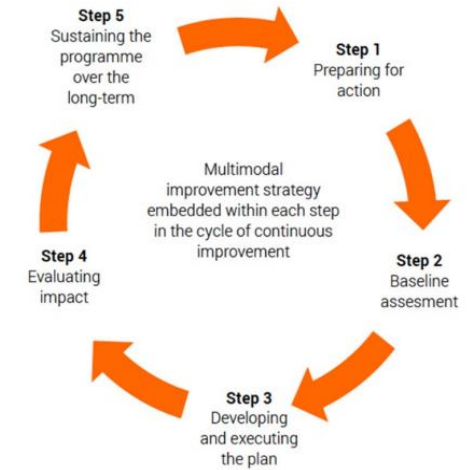 Step 1
Preparing for
action
Step 2
Baseline
assesment
Step 3
Developing
and executing
the plan
Step 4
Evaluating
impact
Step 5
Sustaining the
programme
over the
long-term
Multimodal
improvement strategy
embedded within each step
in the cycle of continuous
improvement